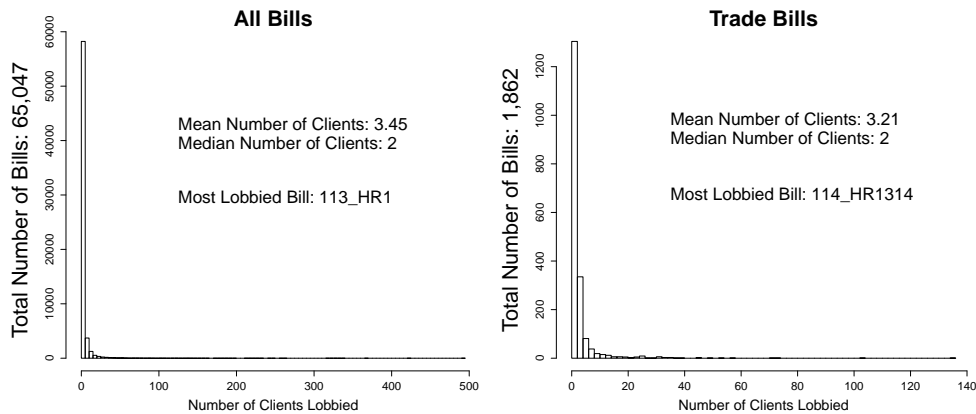 All Bills
Total Number of Bills: 65,047
60000
50000
40000
30000
20000
10000
0
Mean Number of Clients: 3.45
Median Number of Clients: 2
Most Lobbied Bill: 113_HR1
0 100 200 300 400 500
Number of Clients Lobbied
Trade Bills
Total Number of Bills: 1,862
1200
1000
800
600
400
200
0
Mean Number of Clients: 3.21
Median Number of Clients: 2
Most Lobbied Bill: 114_HR1314
0 20 40 60 80 100 120 140
Number of Clients Lobbied